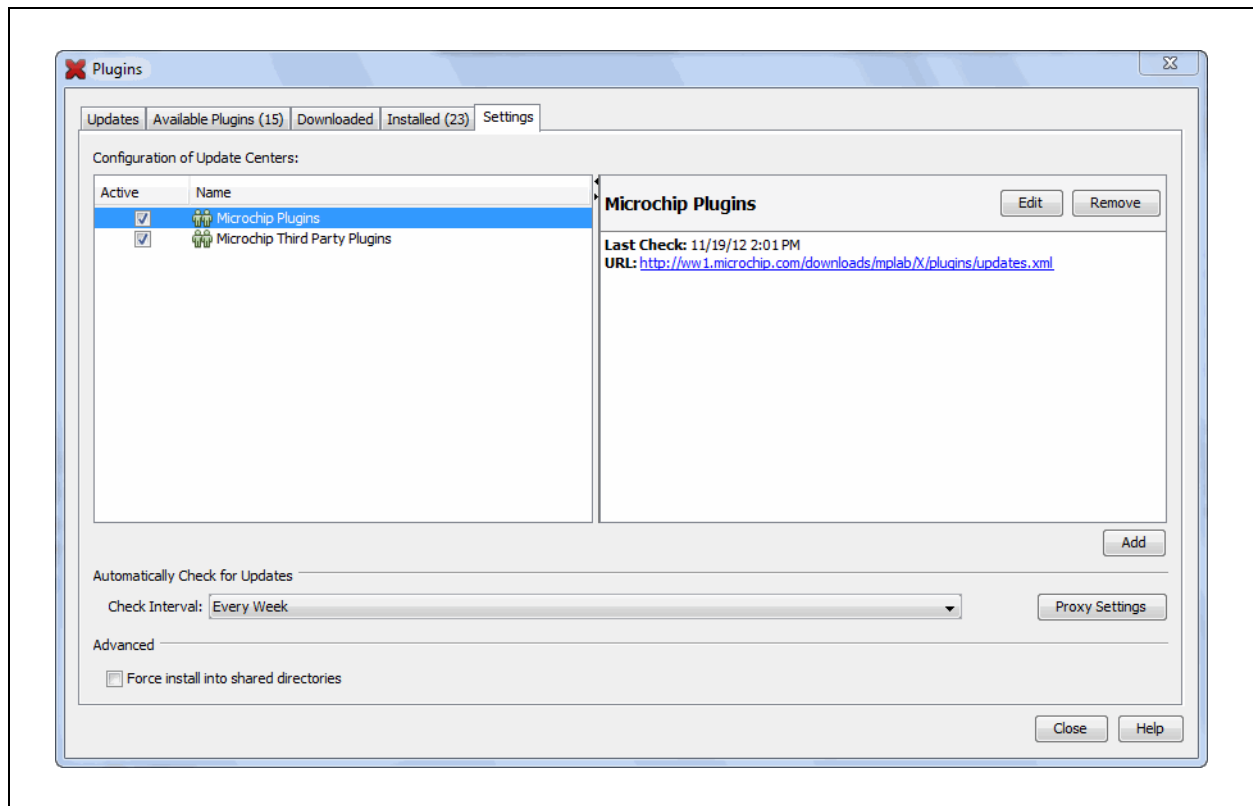 Plugins
Updates Available Plugins (15) Downloaded Installed (23) Settings
Configuration of Update Centers:
Active Name
Microchip Plugins
Microchip Third Party Plugins
Microchip Plugins Edit Remove
Last Check: 11/19/12 2:01 PM
URL: http://ww1.microchip.com/downloads/mplab/X/plugins/updates.xml
Add
Automatically Check for Updates
Check Interval: Every Week Proxy Settings
Advanced
Force install into shared directories
Close Help